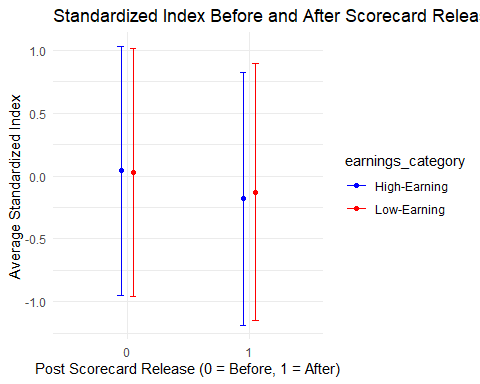 Standardized Index Before and After Scorecard Relea
Average Standardized Index
1.0
0.5
0.0
-0.5
-1.0
0
1
Post Scorecard Release (0 = Before, 1 = After)
earnings_category
High-Earning
Low-Earning